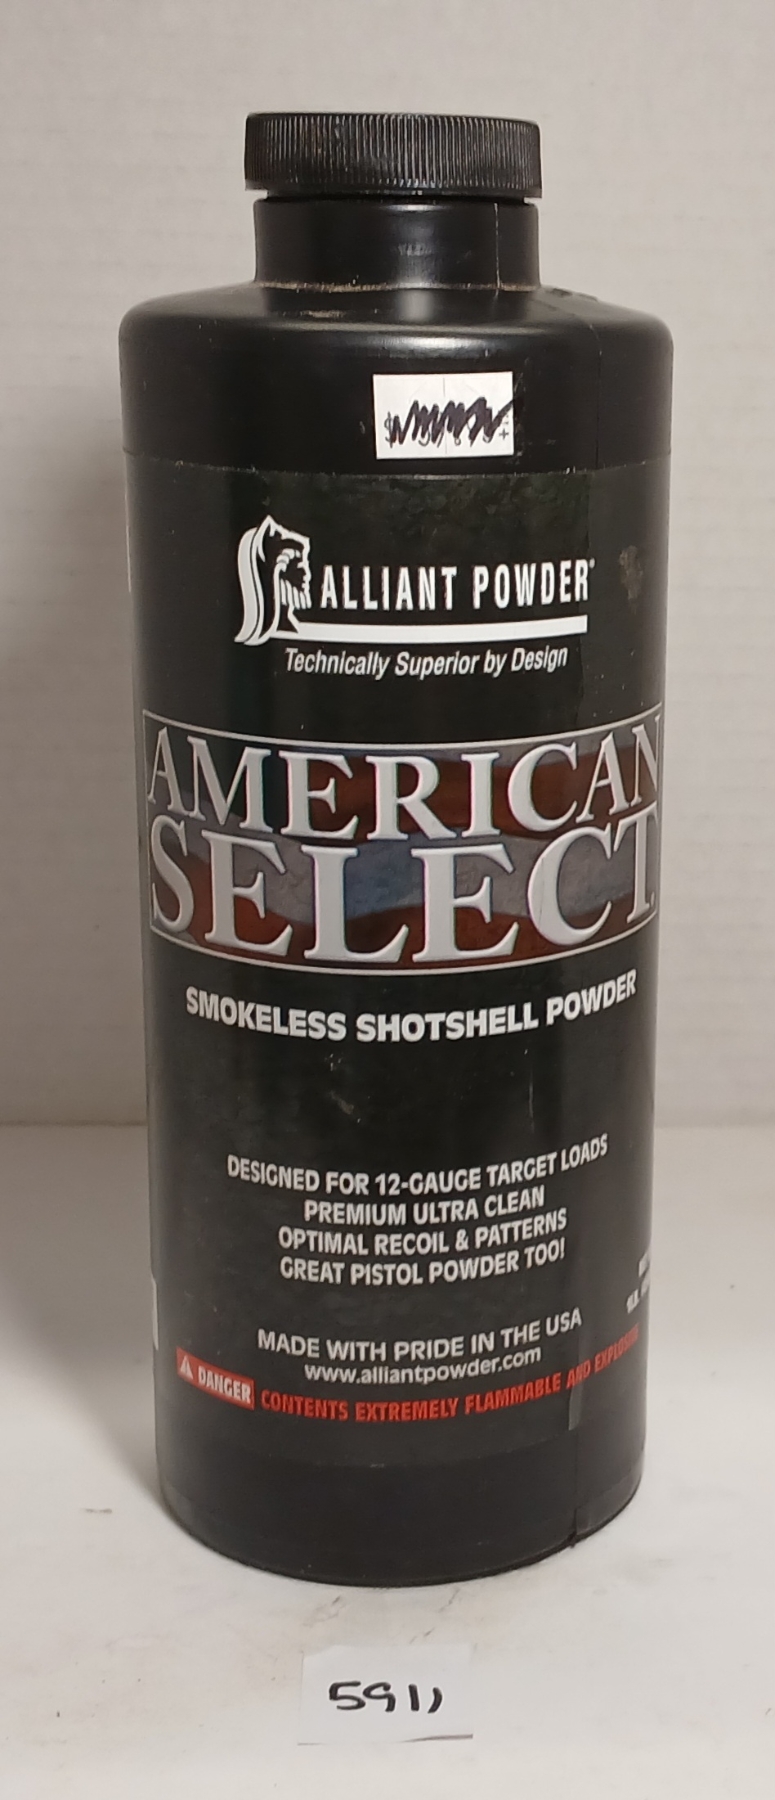 ALLIANT POWDER
Technically Superior by Design
AMERICAN
SELECT
SMOKELESS SHOTSHELL POWDER
DESIGNED FOR 12-GAUGE TARGET LOADS
PREMIUM ULTRA CLEAN
OPTIMAL RECOIL & PATTERNS
GREAT PISTOL POWDER TOO!
MADE WITH PRIDE IN THE USA
www.alliantpowder.com
DANGER CONTENTS EXTREMELY FLAMMABLE AND EXPLOSIVE
5911